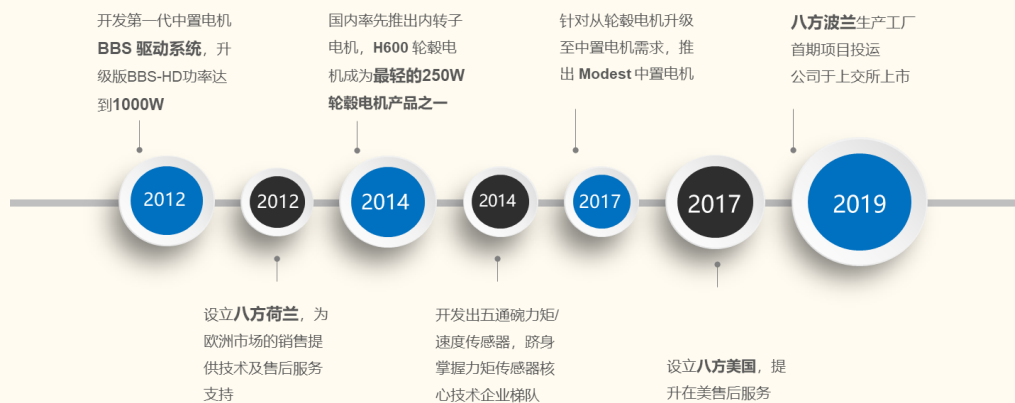 开发第一代中置电机
BBS 驱动系统，升
级版BBS-HD功率达
到1000W
国内率先推出内转子
电机，H600 轮毂电
机成为最轻的250W
轮毂电机产品之一
针对从轮毂电机升级
至中置电机需求，推
出 Modest 中置电机
八方波兰生产工厂
首期项目投运
公司于上交所上市
2012
2012
2014
2014
2017
2017
2019
设立八方荷兰，为
欧洲市场的销售提
供技术及售后服务
支持
开发出五通碗力矩/
速度传感器，跻身
掌握力矩传感器核
心技术企业梯队
设立八方美国，提
升在美售后服务